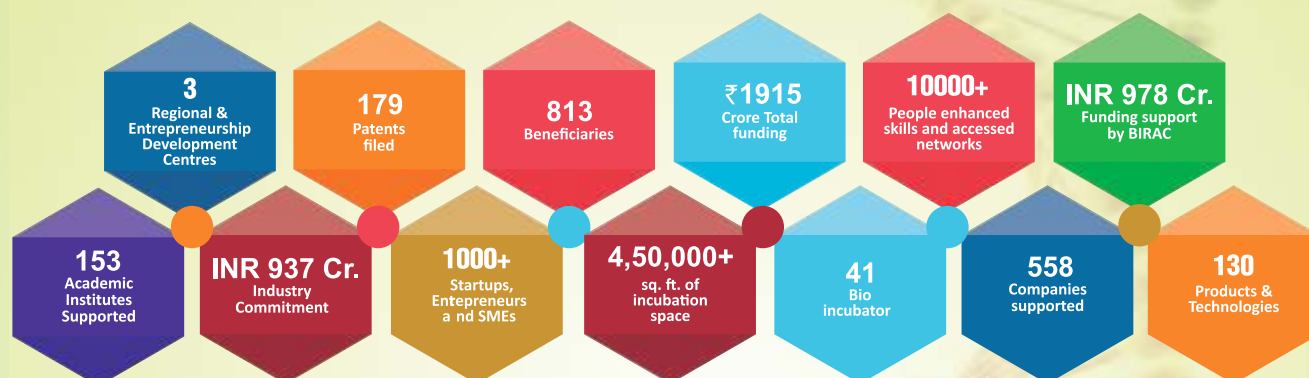 3
Regional &
Entrepreneurship
Development
Centres
179
Patents
filed
813
Beneficiaries
₹1915
Crore Total
funding
10000+
People enhanced
skills and accessed
networks
INR 978 Cr.
Funding support
by BIRAC
153
Academic
Institutes
Supported
INR 937 Cr.
Industry
Commitment
1000+
Startups,
Entepreneurs
a nd SMEs
4,50,000+
sq. ft. of
incubation
space
41
Bio
incubator
558
Companies
supported
130
Products &
Technologies